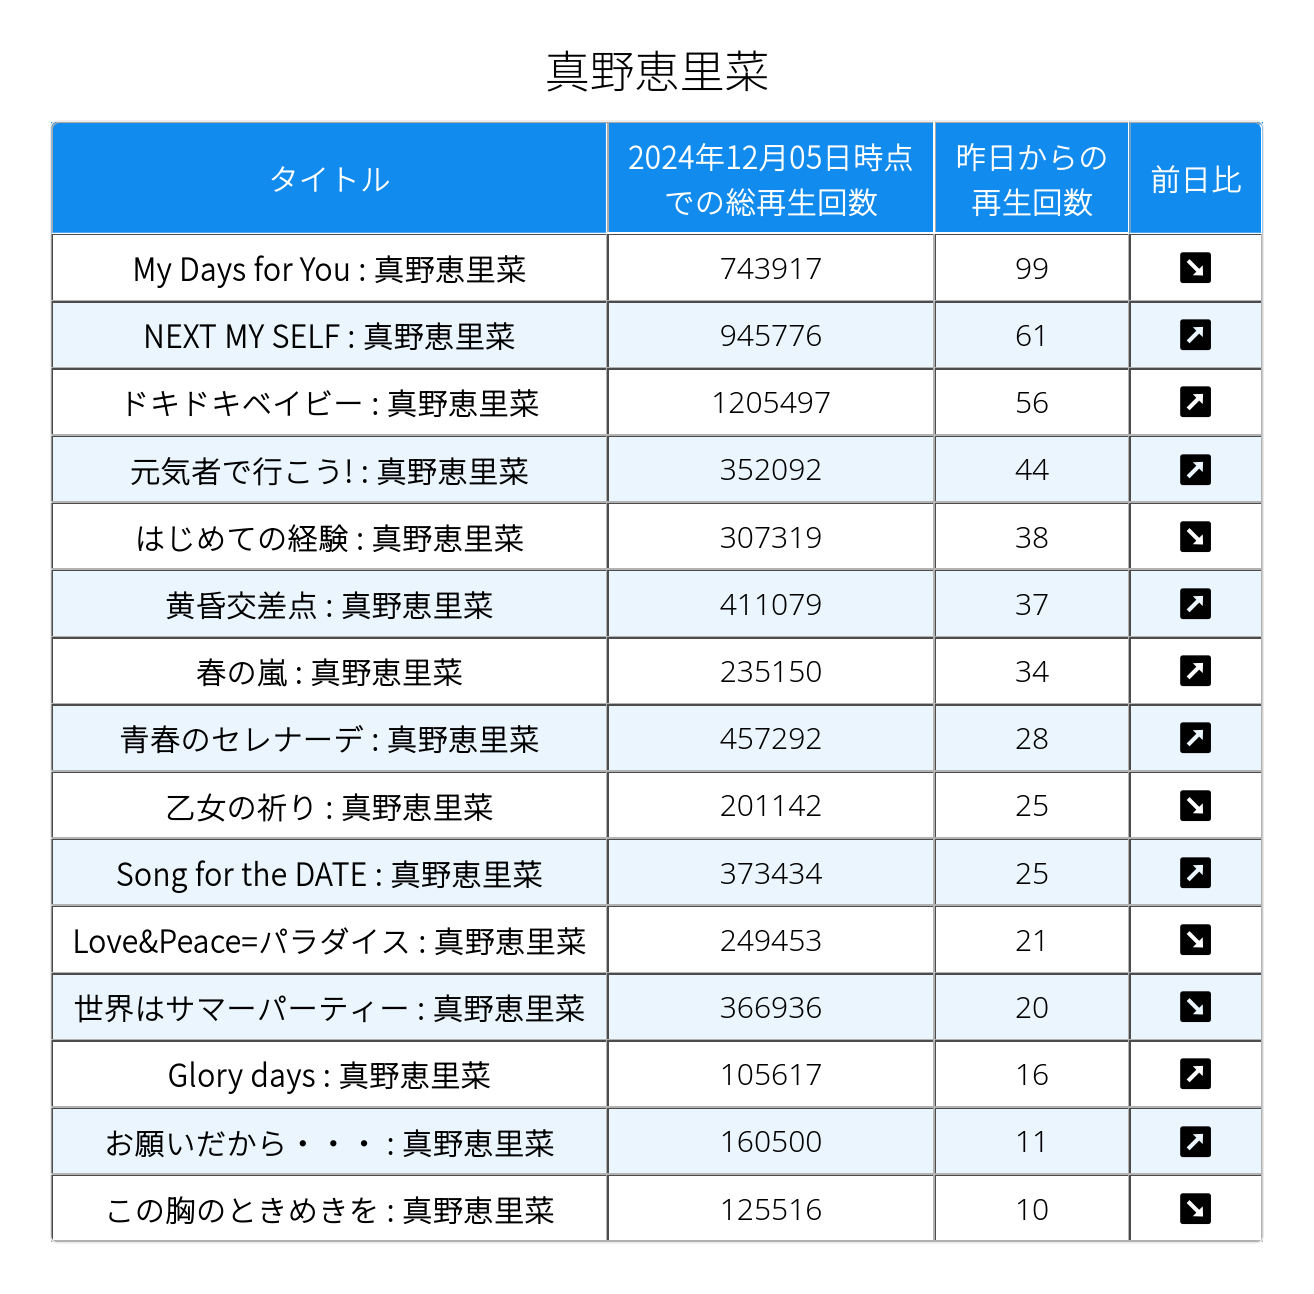 真野恵里菜
タイトル 2024年12月05日時点での総再生回数 昨日からの再生回数 前日比
My Days for You : 真野恵里菜 743917 99 ↘
NEXT MY SELF : 真野恵里菜 945776 61 ↗
ドキドキベイビー : 真野恵里菜 1205497 56 ↗
元気者で行こう! : 真野恵里菜 352092 44 ↗
はじめての経験 : 真野恵里菜 307319 38 ↘
黄昏交差点 : 真野恵里菜 411079 37 ↗
春の嵐 : 真野恵里菜 235150 34 ↗
青春のセレナーデ : 真野恵里菜 457292 28 ↗
乙女の祈り : 真野恵里菜 201142 25 ↘
Song for the DATE : 真野恵里菜 373434 25 ↗
Love&Peace=パラダイス : 真野恵里菜 249453 21 ↘
世界はサマーパーティー : 真野恵里菜 366936 20 ↘
Glory days : 真野恵里菜 105617 16 ↗
お願いだから・・・ : 真野恵里菜 160500 11 ↗
この胸のときめきを : 真野恵里菜 125516 10 ↘